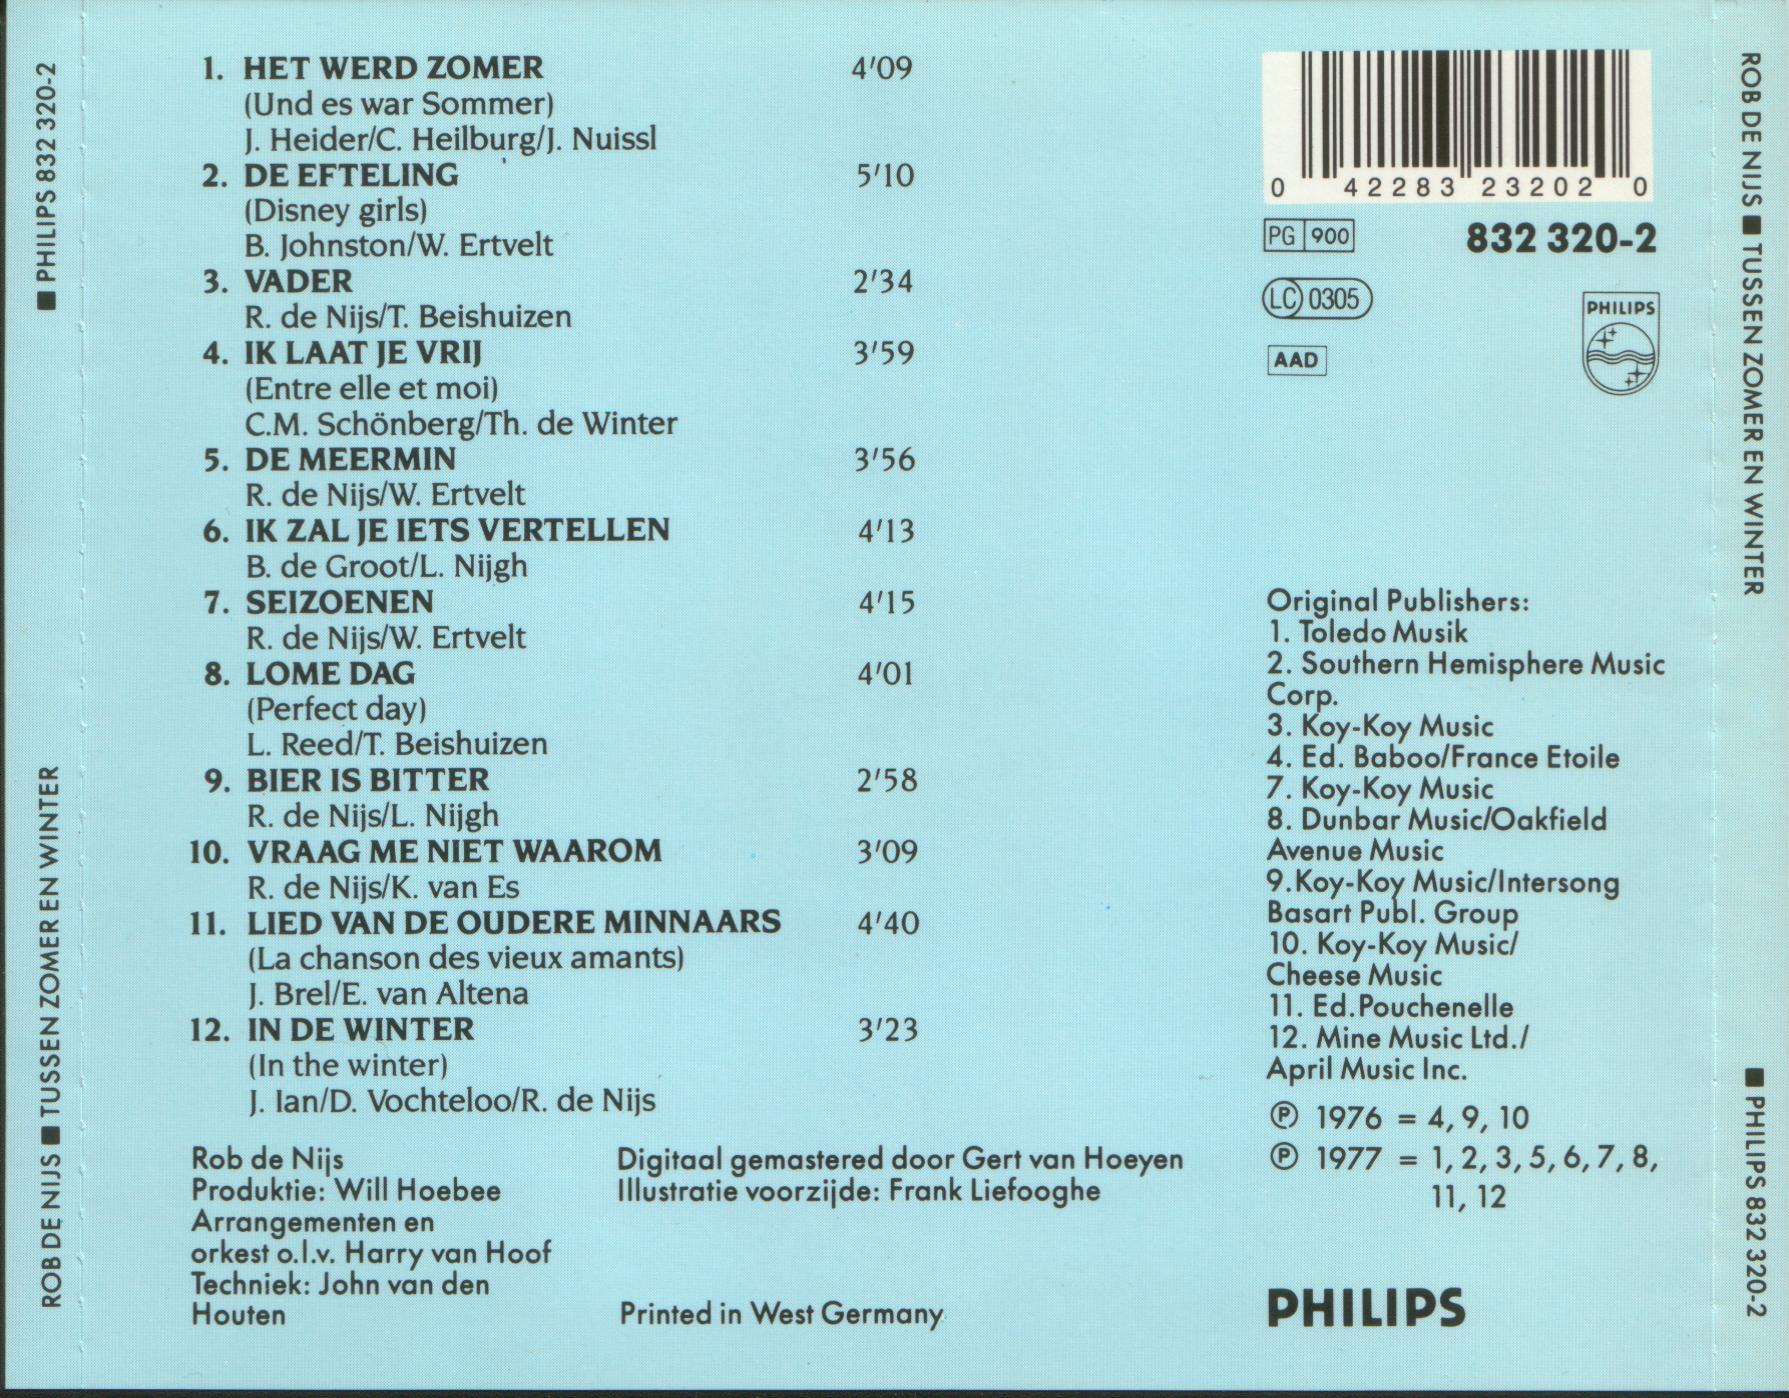 PHILIPS 832 320-2
ROB DE NIJS ■ TUSSEN ZOMER EN WINTER
1. HET WERD ZOMER 4'09
(Und es war Sommer)
J. Heider/C. Heilburg/J. Nuissl
2. DE EFTELING 5'10
(Disney girls)
B. Johnston/W. Ertvelt
3. VADER 2'34
R. de Nijs/T. Beishuizen
4. IK LAAT JE VRIJ 3'59
(Entre elle et moi)
C.M. Schönberg/Th. de Winter
5. DE MEERMIN 3'56
R. de Nijs/W. Ertvelt
6. IK ZAL JE IETS VERTELLEN 4'13
B. de Groot/L. Nijgh
7. SEIZOENEN 4'15
R. de Nijs/W. Ertvelt
8. LOME DAG 4'01
(Perfect day)
L. Reed/T. Beishuizen
9. BIER IS BITTER 2'58
R. de Nijs/L. Nijgh
10. VRAAG ME NIET WAAROM 3'09
R. de Nijs/K. van Es
11. LIED VAN DE OUDERE MINNAARS 4'40
(La chanson des vieux amants)
J. Brel/E. van Altena
12. IN DE WINTER 3'23
(In the winter)
J. Ian/D. Vochteloo/R. de Nijs
Rob de Nijs
Produktie: Will Hoebee
Arrangementen en
orkest o.l.v. Harry van Hoof
Techniek: John van den
Houten
Digitaal gemastered door Gert van Hoeyen
Illustratie voorzijde: Frank Liefooghe
Printed in West Germany
0 42283 23202 0
PG 900
832 320-2
LC 0305
PHILIPS
AAD
Original Publishers:
1. Toledo Musik
2. Southern Hemisphere Music
Corp.
3. Koy-Koy Music
4. Ed. Baboo/France Etoile
7. Koy-Koy Music
8. Dunbar Music/Oakfield
Avenue Music
9.Koy-Koy Music/Intersong
Basart Publ. Group
10. Koy-Koy Music/
Cheese Music
11. Ed.Pouchenelle
12. Mine Music Ltd./
April Music Inc.
℗ 1976 = 4, 9, 10
℗ 1977 = 1, 2, 3, 5, 6, 7, 8,
11, 12
PHILIPS
ROB DE NIJS ■ TUSSEN ZOMER EN WINTER
■ PHILIPS 832 320-2